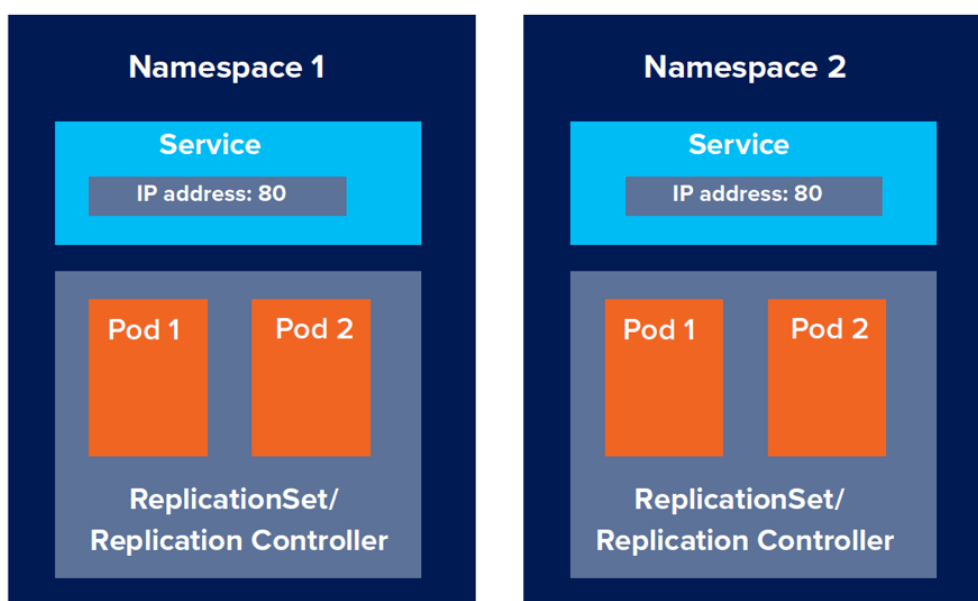 Namespace 1
Service
IP address: 80
Pod 1
Pod 2
ReplicationSet/
Replication Controller
Namespace 2
Service
IP address: 80
Pod 1
Pod 2
ReplicationSet/
Replication Controller